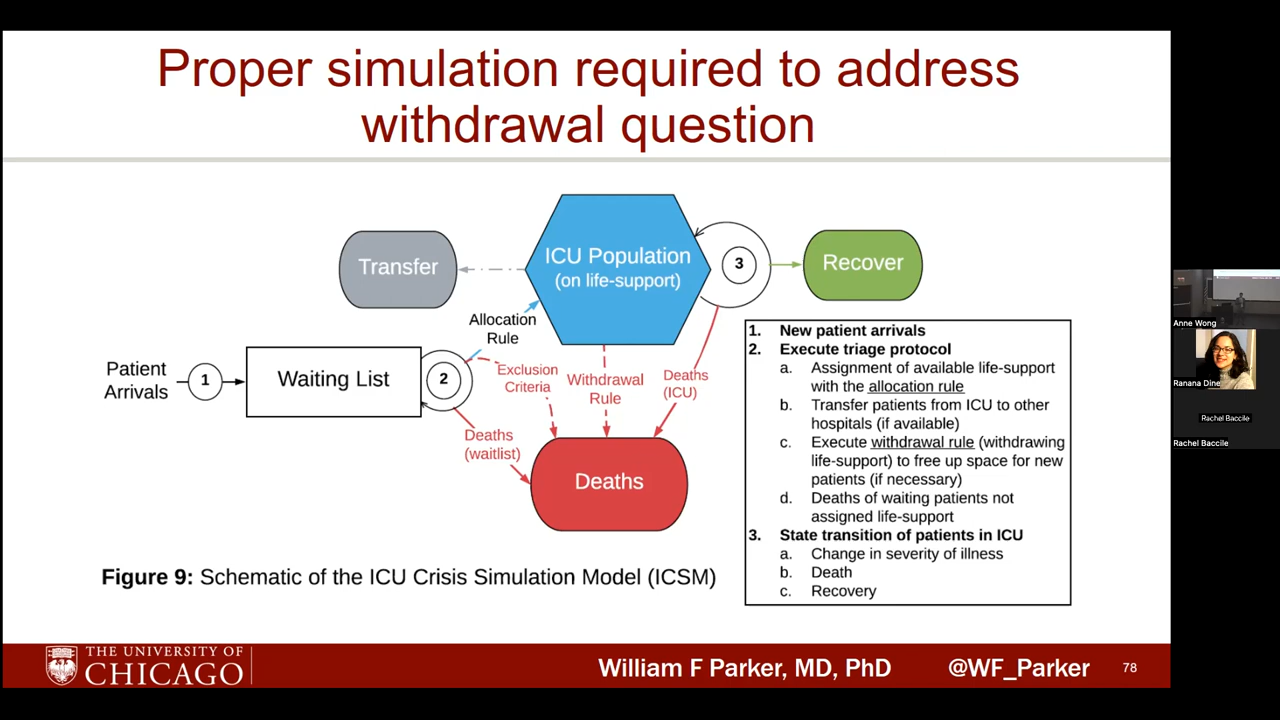 Proper simulation required to address
withdrawal question
Transfer
ICU Population
(on life-support)
3
Recover
Allocation
Rule
Patient
Arrivals
1
Waiting List
2
Exclusion
Criteria
Withdrawal
Rule
Deaths
(ICU)
Deaths
(waitlist)
Deaths
1. New patient arrivals
2. Execute triage protocol
a. Assignment of available life-support
with the allocation rule
b. Transfer patients from ICU to other
hospitals (if available)
c. Execute withdrawal rule (withdrawing
life-support) to free up space for new
patients (if necessary)
d. Deaths of waiting patients not
assigned life-support
3. State transition of patients in ICU
a. Change in severity of illness
b. Death
c. Recovery
Figure 9: Schematic of the ICU Crisis Simulation Model (ICSM)
THE UNIVERSITY OF
CHICAGO
William F Parker, MD, PhD
@WF_Parker
78
Anne Wong
Ranana Dine
Rachel Baccile
Rachel Baccile